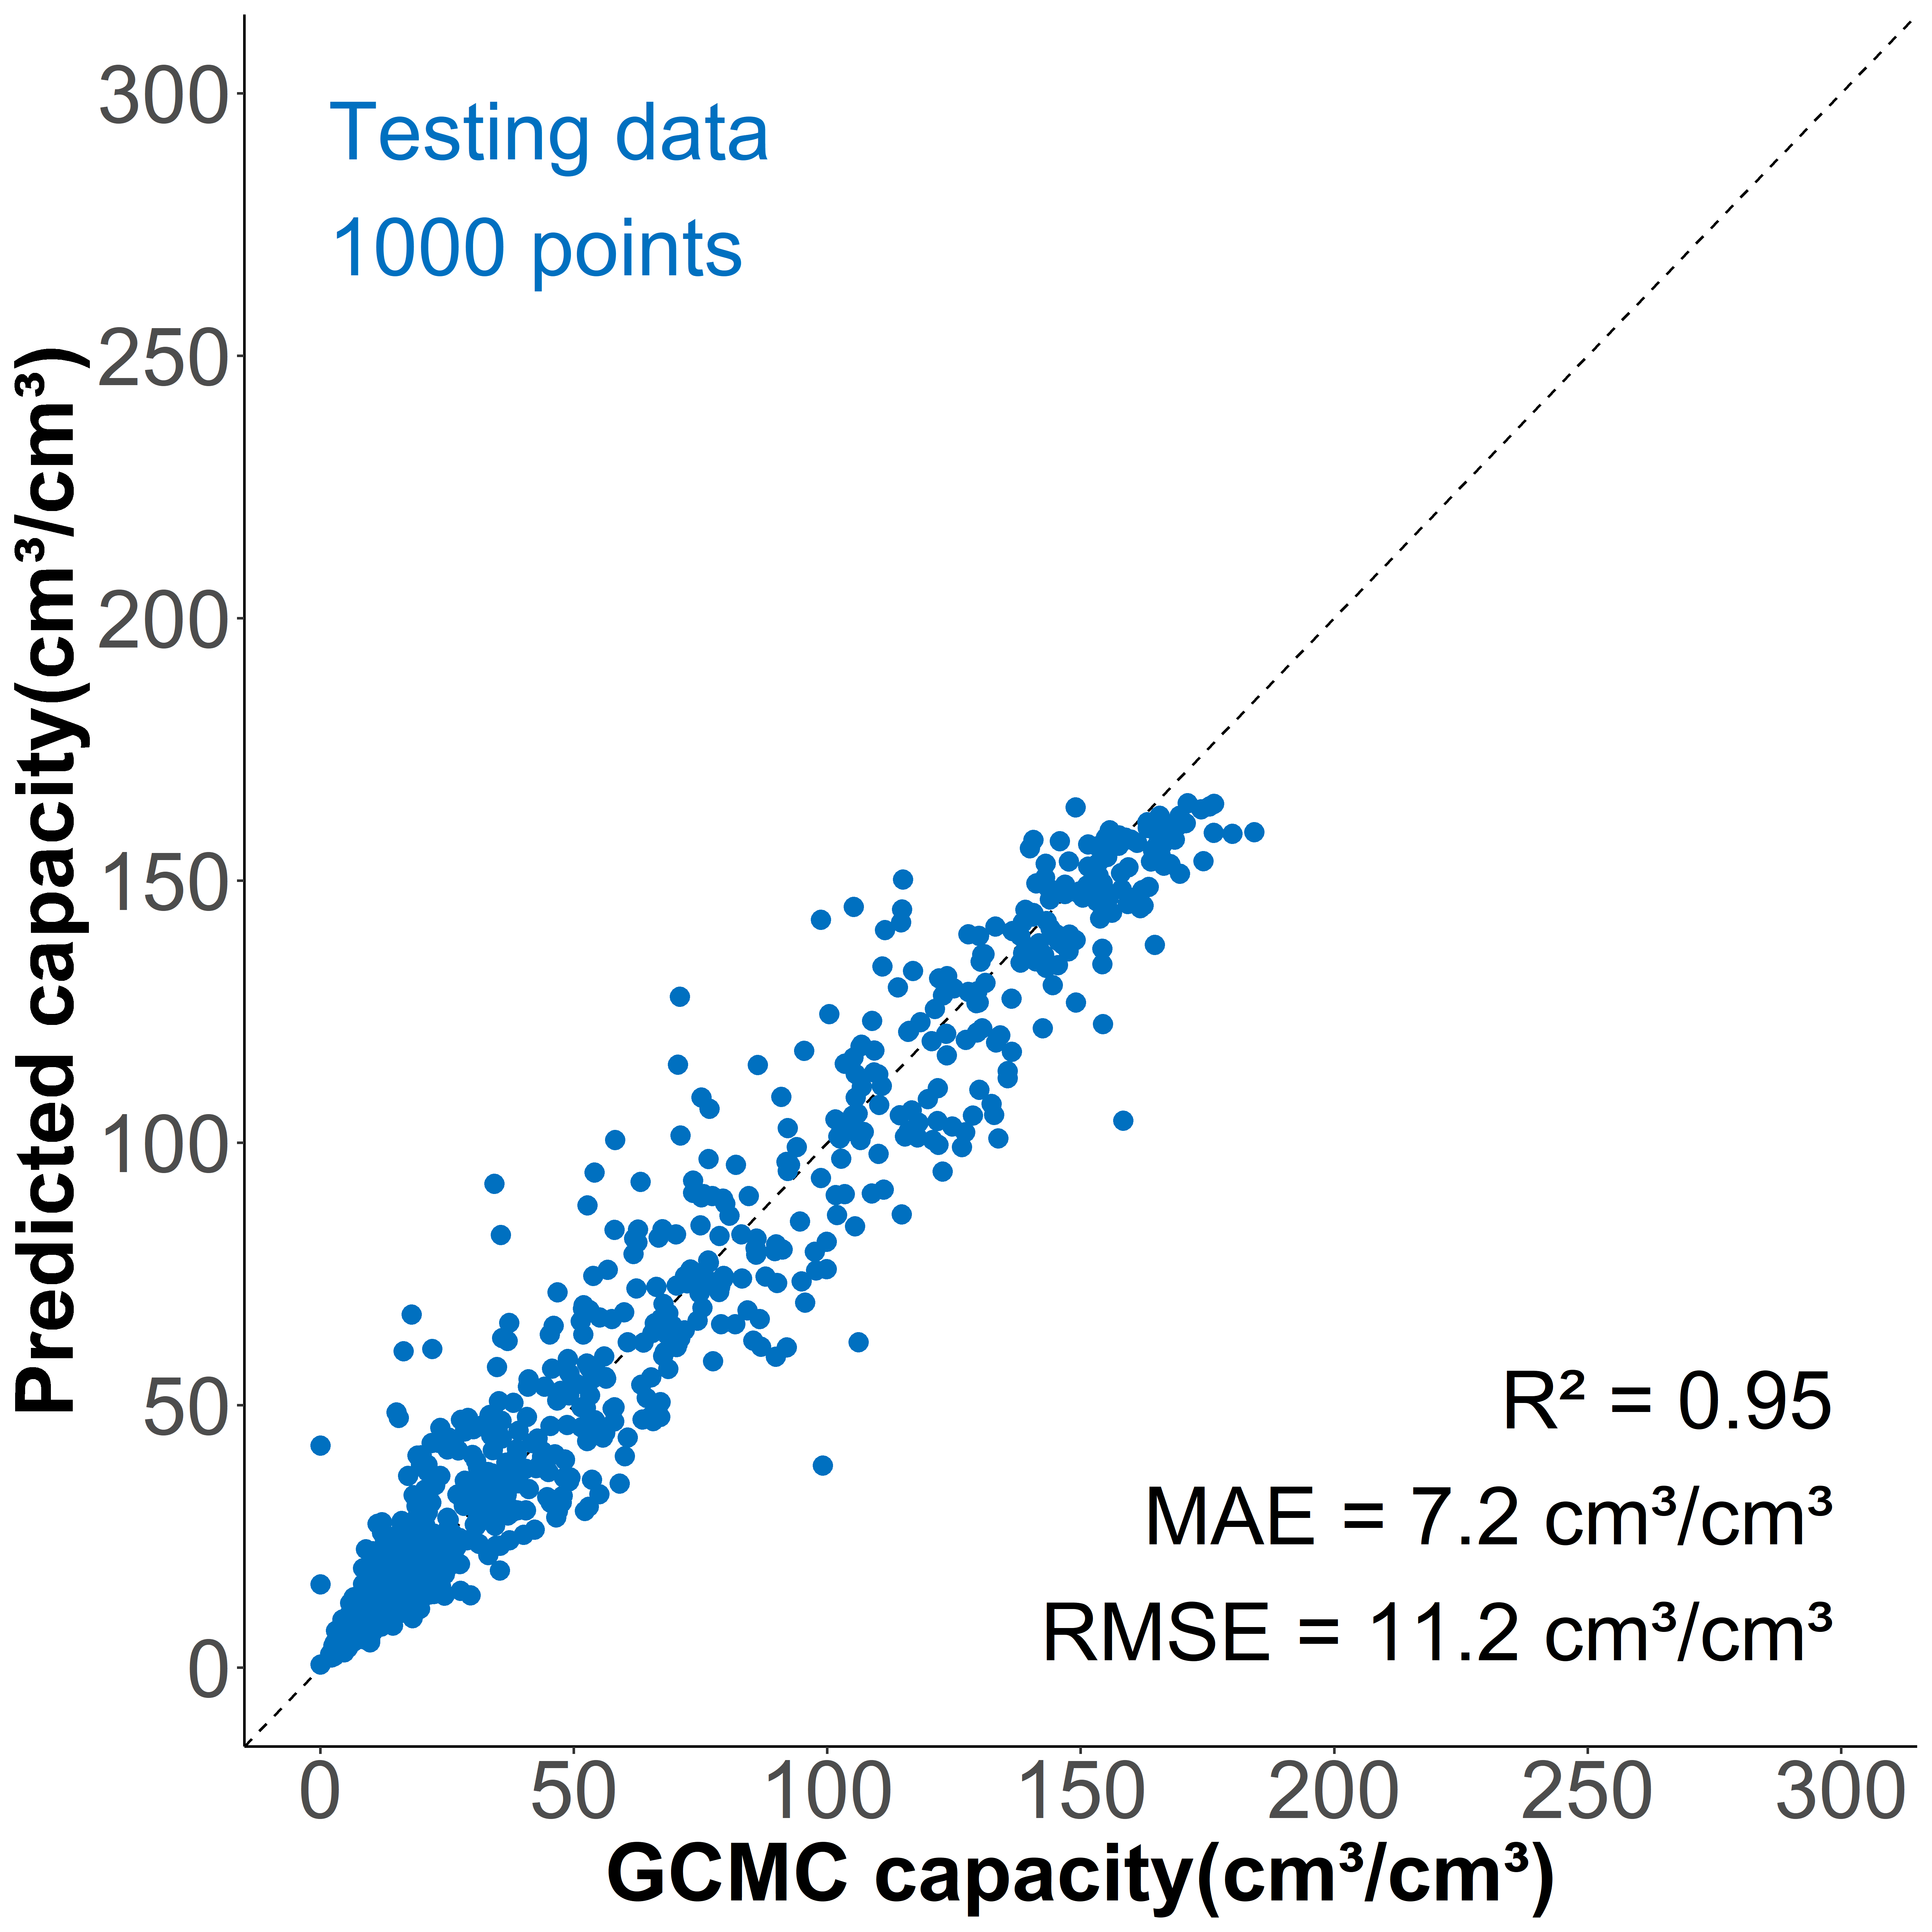 Testing data
1000 points
Predicted capacity(cm³/cm³)
300
250
200
150
100
50
0
R² = 0.95
MAE = 7.2 cm³/cm³
RMSE = 11.2 cm³/cm³
0 50 100 150 200 250 300
GCMC capacity(cm³/cm³)